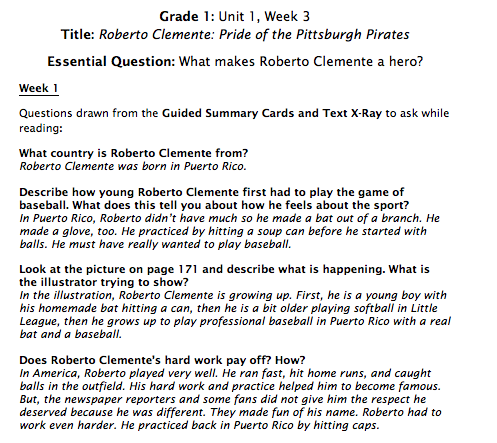 Grade 1: Unit 1, Week 3
Title: Roberto Clemente: Pride of the Pittsburgh Pirates
Essential Question: What makes Roberto Clemente a hero?
Week 1
Questions drawn from the Guided Summary Cards and Text X-Ray to ask while
reading:
What country is Roberto Clemente from?
Roberto Clemente was born in Puerto Rico.
Describe how young Roberto Clemente first had to play the game of
baseball. What does this tell you about how he feels about the sport?
In Puerto Rico, Roberto didn't have much so he made a bat out of a branch. He
made a glove, too. He practiced by hitting a soup can before he started with
balls. He must have really wanted to play baseball.
Look at the picture on page 171 and describe what is happening. What is
the illustrator trying to show?
In the illustration, Roberto Clemente is growing up. First, he is a young boy with
his homemade bat hitting a can, then he is a bit older playing softball in Little
League, then he grows up to play professional baseball in Puerto Rico with a real
bat and a baseball.
Does Roberto Clemente's hard work pay off? How?
In America, Roberto played very well. He ran fast, hit home runs, and caught
balls in the outfield. His hard work and practice helped him to become famous.
But, the newspaper reporters and some fans did not give him the respect he
deserved because he was different. They made fun of his name. Roberto had to
work even harder. He practiced back in Puerto Rico by hitting caps.